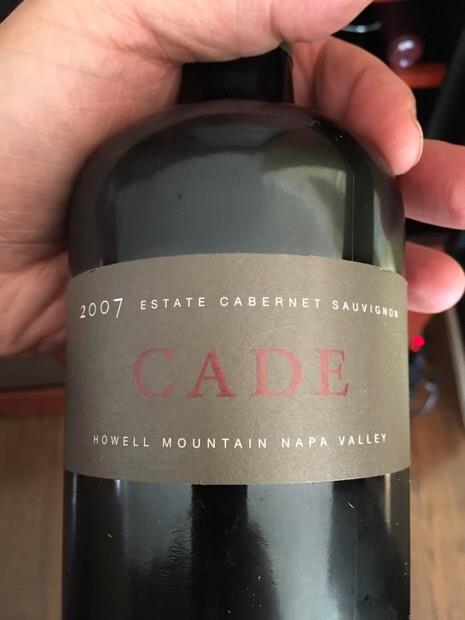 2007 ESTATE CABERNET SAUVIGNON
CADE
HOWELL MOUNTAIN NAPA VALLEY